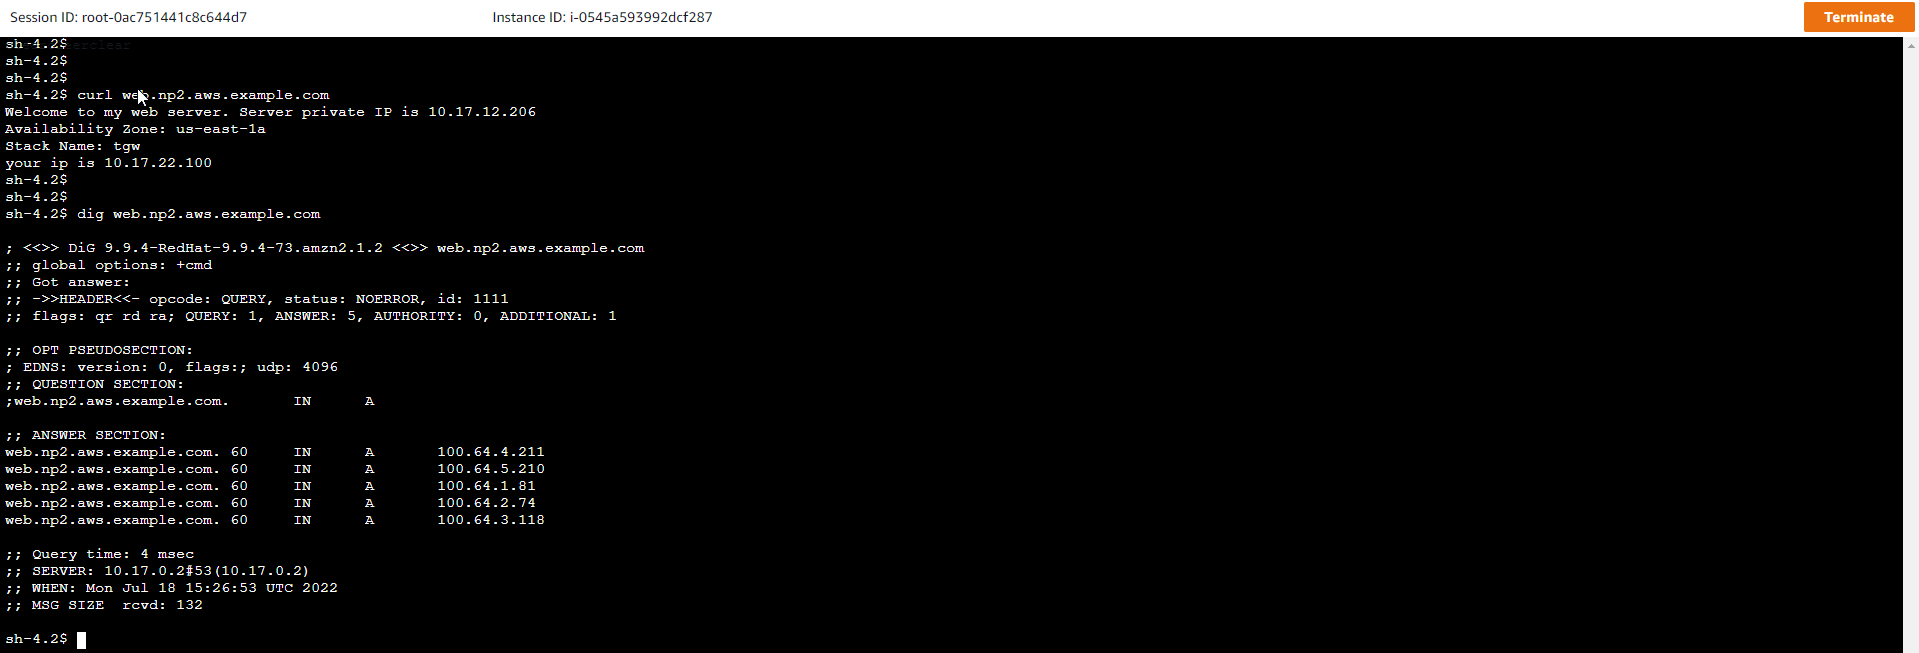 Session ID: root-0ac751441c8c644d7 Instance ID: i-0545a593992dcf287 Terminate
sh-4.2$
sh-4.2$
sh-4.2$
sh-4.2$ curl web.np2.aws.example.com
Welcome to my web server. Server private IP is 10.17.12.206
Availability Zone: us-east-1a
Stack Name: tgw
your ip is 10.17.22.100
sh-4.2$
sh-4.2$
sh-4.2$ dig web.np2.aws.example.com
; <<>> DiG 9.9.4-RedHat-9.9.4-73.amzn2.1.2 <<>> web.np2.aws.example.com
;; global options: +cmd
;; Got answer:
;; ->>HEADER<<- opcode: QUERY, status: NOERROR, id: 1111
;; flags: qr rd ra; QUERY: 1, ANSWER: 5, AUTHORITY: 0, ADDITIONAL: 1
;; OPT PSEUDOSECTION:
; EDNS: version: 0, flags:; udp: 4096
;; QUESTION SECTION:
;web.np2.aws.example.com. IN A
;; ANSWER SECTION:
web.np2.aws.example.com. 60 IN A 100.64.4.211
web.np2.aws.example.com. 60 IN A 100.64.5.210
web.np2.aws.example.com. 60 IN A 100.64.1.81
web.np2.aws.example.com. 60 IN A 100.64.2.74
web.np2.aws.example.com. 60 IN A 100.64.3.118
;; Query time: 4 msec
;; SERVER: 10.17.0.2#53(10.17.0.2)
;; WHEN: Mon Jul 18 15:26:53 UTC 2022
;; MSG SIZE rcvd: 132
sh-4.2$